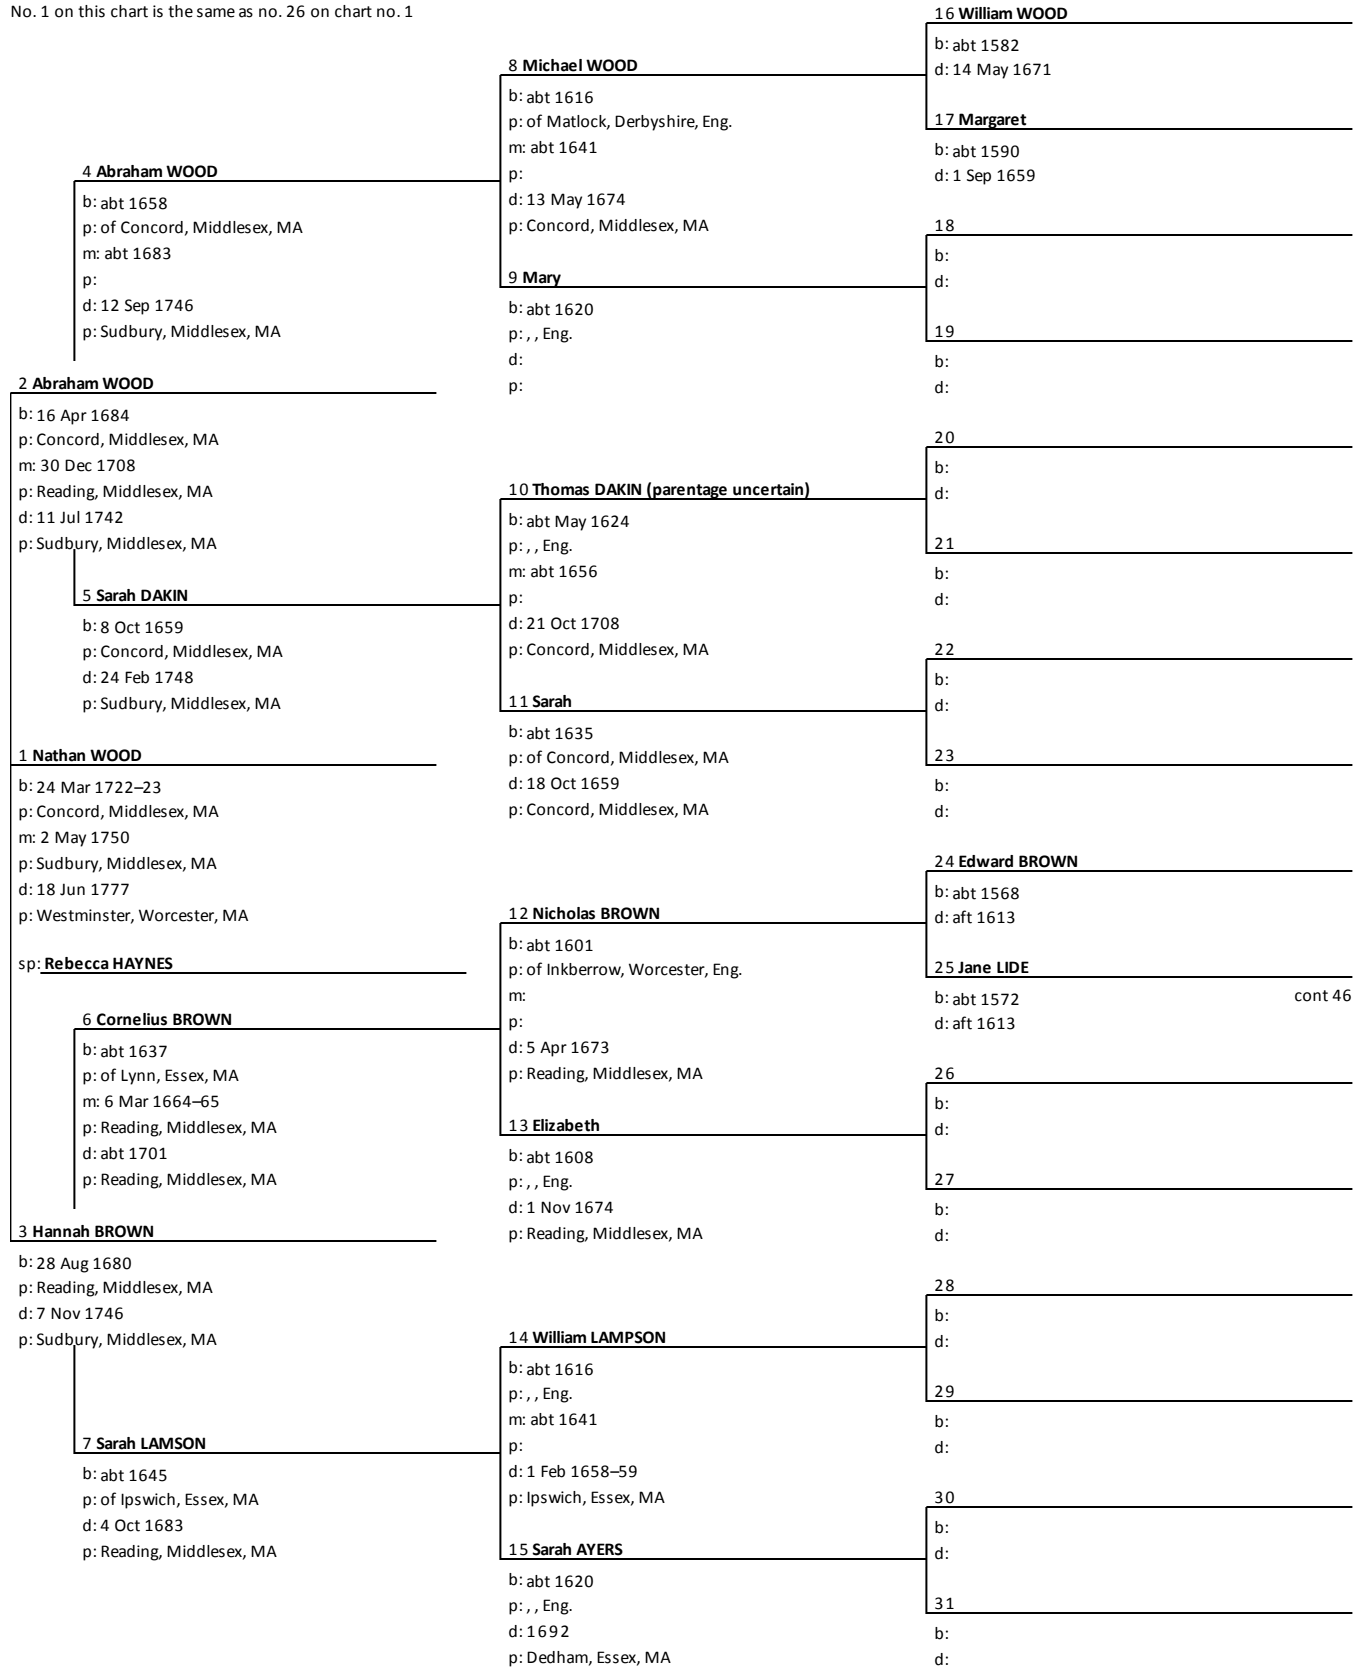 No. 1 on this chart is the same as no. 26 on chart no. 1
16 William WOOD
b: abt 1582
d: 14 May 1671
8 Michael WOOD
b: abt 1616
p: of Matlock, Derbyshire, Eng.
m: abt 1641
p:
d: 13 May 1674
p: Concord, Middlesex, MA
17 Margaret
b: abt 1590
d: 1 Sep 1659
4 Abraham WOOD
b: abt 1658
p: of Concord, Middlesex, MA
m: abt 1683
p:
d: 12 Sep 1746
p: Sudbury, Middlesex, MA
18
b:
d:
9 Mary
b: abt 1620
p: , , Eng.
d:
p:
19
b:
d:
2 Abraham WOOD
b: 16 Apr 1684
p: Concord, Middlesex, MA
m: 30 Dec 1708
p: Reading, Middlesex, MA
d: 11 Jul 1742
p: Sudbury, Middlesex, MA
20
b:
d:
10 Thomas DAKIN (parentage uncertain)
b: abt May 1624
p: , , Eng.
m: abt 1656
p:
d: 21 Oct 1708
p: Concord, Middlesex, MA
21
b:
d:
5 Sarah DAKIN
b: 8 Oct 1659
p: Concord, Middlesex, MA
d: 24 Feb 1748
p: Sudbury, Middlesex, MA
22
b:
d:
11 Sarah
b: abt 1635
p: of Concord, Middlesex, MA
d: 18 Oct 1659
p: Concord, Middlesex, MA
23
b:
d:
1 Nathan WOOD
b: 24 Mar 1722–23
p: Concord, Middlesex, MA
m: 2 May 1750
p: Sudbury, Middlesex, MA
d: 18 Jun 1777
p: Westminster, Worcester, MA
24 Edward BROWN
b: abt 1568
d: aft 1613
12 Nicholas BROWN
b: abt 1601
p: of Inkberrow, Worcester, Eng.
m:
p:
d: 5 Apr 1673
p: Reading, Middlesex, MA
sp: Rebecca HAYNES
25 Jane LIDE
b: abt 1572
cont 46
d: aft 1613
6 Cornelius BROWN
b: abt 1637
p: of Lynn, Essex, MA
m: 6 Mar 1664–65
p: Reading, Middlesex, MA
d: abt 1701
p: Reading, Middlesex, MA
26
b:
d:
13 Elizabeth
b: abt 1608
p: , , Eng.
d: 1 Nov 1674
p: Reading, Middlesex, MA
27
b:
d:
3 Hannah BROWN
b: 28 Aug 1680
p: Reading, Middlesex, MA
d: 7 Nov 1746
p: Sudbury, Middlesex, MA
28
b:
d:
14 William LAMPSON
b: abt 1616
p: , , Eng.
m: abt 1641
p:
d: 1 Feb 1658–59
p: Ipswich, Essex, MA
29
b:
d:
7 Sarah LAMSON
b: abt 1645
p: of Ipswich, Essex, MA
d: 4 Oct 1683
p: Reading, Middlesex, MA
30
b:
d:
15 Sarah AYERS
b: abt 1620
p: , , Eng.
d: 1692
p: Dedham, Essex, MA
31
b:
d: